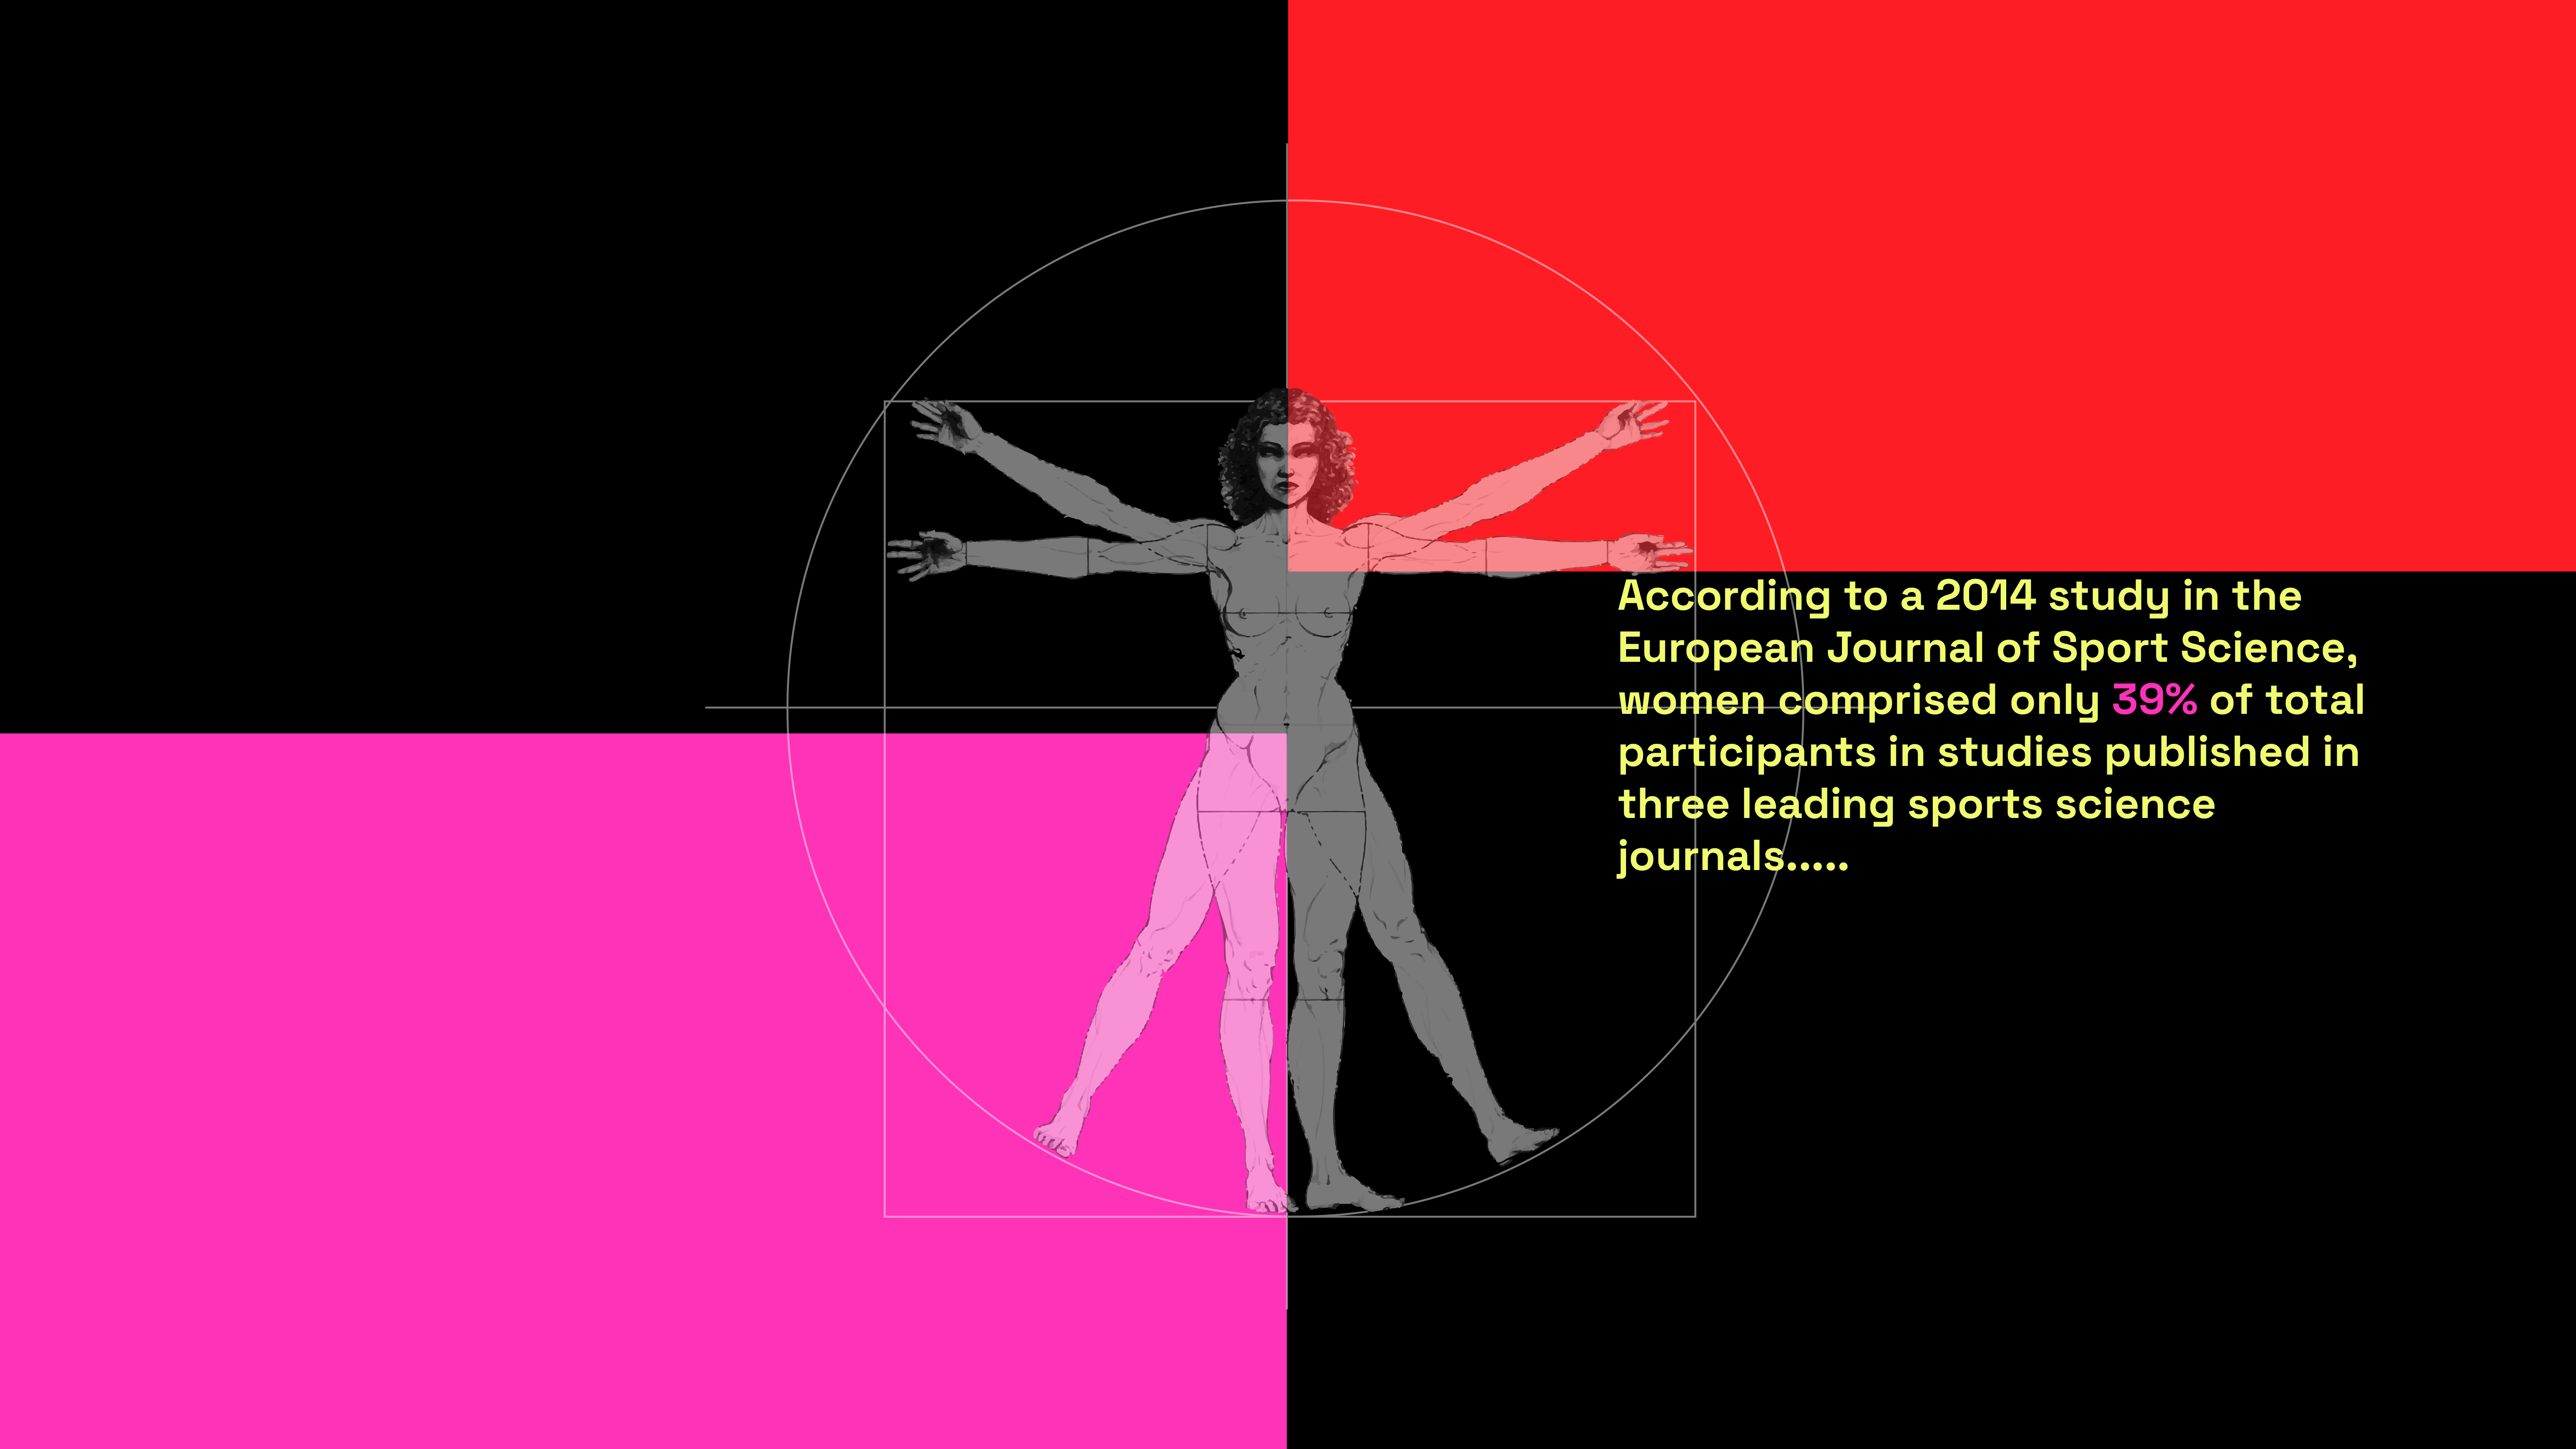 According to a 2014 study in the
European Journal of Sport Science,
women comprised only 39% of total
participants in studies published in
three leading sports science
journals.....